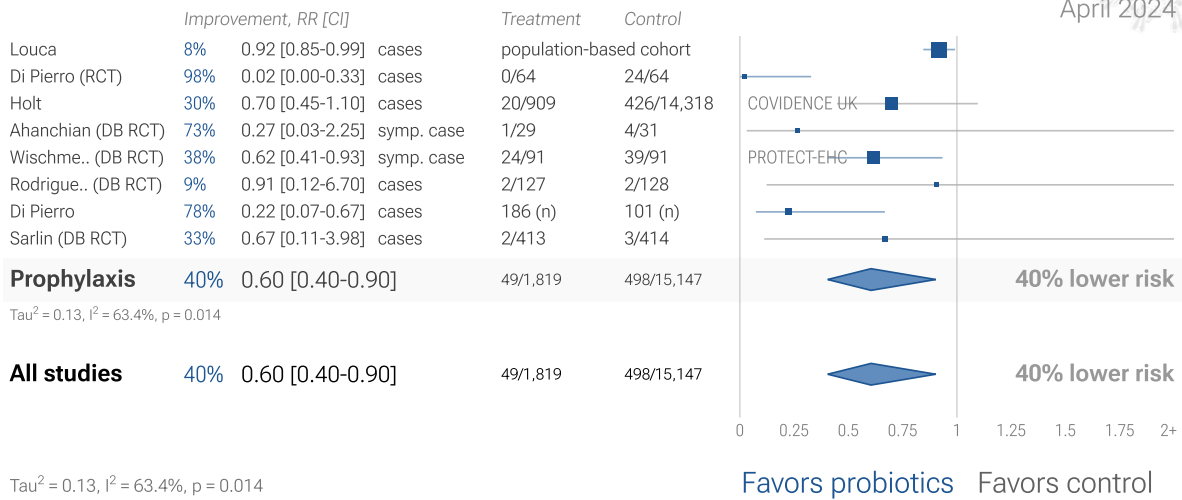 April 2024
Improvement, RR [CI] Treatment Control
Louca 8% 0.92 [0.85-0.99] cases population-based cohort
Di Pierro (RCT) 98% 0.02 [0.00-0.33] cases 0/64 24/64
Holt 30% 0.70 [0.45-1.10] cases 20/909 426/14,318 COVIDENCE UK
Ahanchian (DB RCT) 73% 0.27 [0.03-2.25] symp. case 1/29 4/31
Wischme.. (DB RCT) 38% 0.62 [0.41-0.93] symp. case 24/91 39/91 PROTECT-EHC
Rodrigue.. (DB RCT) 9% 0.91 [0.12-6.70] cases 2/127 2/128
Di Pierro 78% 0.22 [0.07-0.67] cases 186 (n) 101 (n)
Sarlin (DB RCT) 33% 0.67 [0.11-3.98] cases 2/413 3/414
Prophylaxis 40% 0.60 [0.40-0.90] 49/1,819 498/15,147 40% lower risk
Tau² = 0.13, I² = 63.4%, p = 0.014
All studies 40% 0.60 [0.40-0.90] 49/1,819 498/15,147 40% lower risk
0 0.25 0.5 0.75 1 1.25 1.5 1.75 2+
Tau² = 0.13, I² = 63.4%, p = 0.014 Favors probiotics Favors control